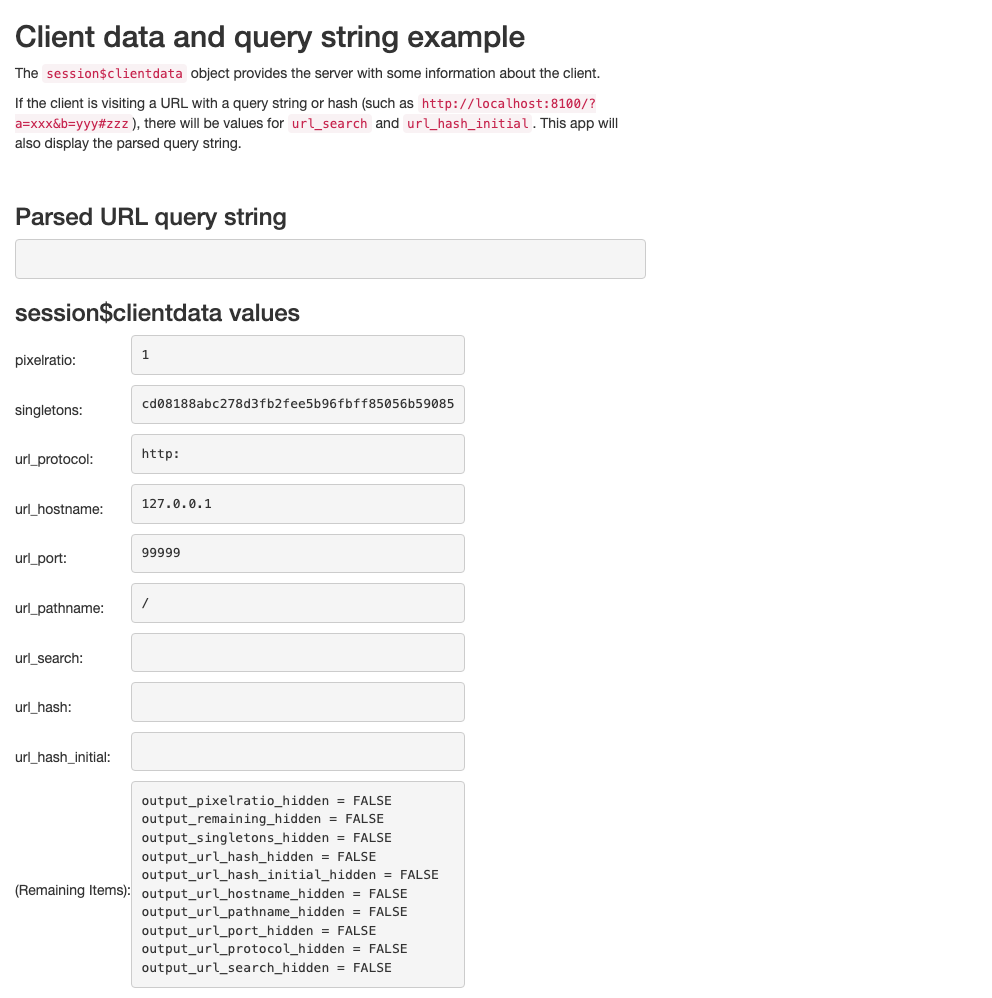 Client data and query string example
The session$clientdata object provides the server with some information about the client.
If the client is visiting a URL with a query string or hash (such as http://localhost:8100/?
a=xxx&b=yyy#zzz ), there will be values for url_search and url_hash_initial . This app will
also display the parsed query string.
Parsed URL query string
session$clientdata values
pixelratio: 1
singletons: cd08188abc278d3fb2fee5b96fbff85056b59085
url_protocol: http:
url_hostname: 127.0.0.1
url_port: 99999
url_pathname: /
url_search:
url_hash:
url_hash_initial:
(Remaining Items):
output_pixelratio_hidden = FALSE
output_remaining_hidden = FALSE
output_singletons_hidden = FALSE
output_url_hash_hidden = FALSE
output_url_hash_initial_hidden = FALSE
output_url_hostname_hidden = FALSE
output_url_pathname_hidden = FALSE
output_url_port_hidden = FALSE
output_url_protocol_hidden = FALSE
output_url_search_hidden = FALSE